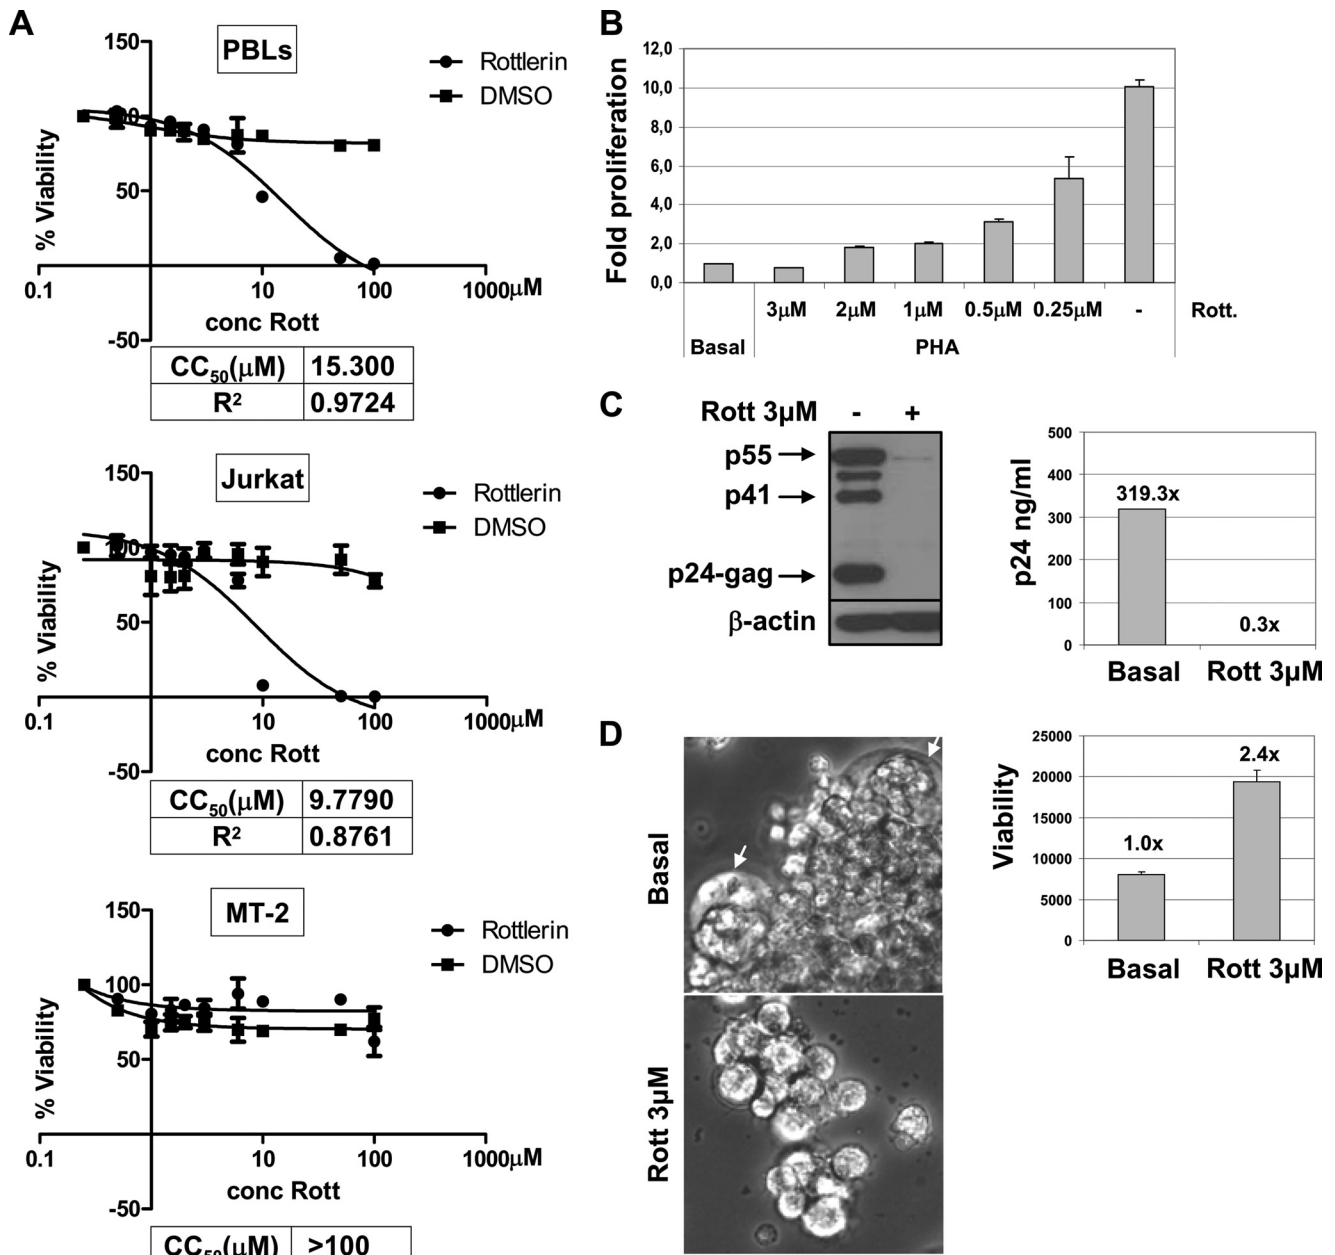 A
PBLs
150
100
50
-50
% Viability
Rottlerin
DMSO
0.1
10
100
1000μM
conc Rott
CC50(μM) 15.300
R2 0.9724
Jurkat
150
100
50
-50
% Viability
Rottlerin
DMSO
0.1
10
100
1000μM
conc Rott
CC50(μM) 9.7790
R2 0.8761
MT-2
150
100
50
-50
% Viability
Rottlerin
DMSO
0.1
10
100
1000μM
conc Rott
CC50(μM) >100
B
Fold proliferation
12,0
10,0
8,0
6,0
4,0
2,0
0,0
3μM 2μM 1μM 0.5μM 0.25μM - Rott.
Basal PHA
C
Rott 3μM - +
p55
p41
p24-gag
β-actin
p24 ng/ml
500
400
300
200
100
0
319.3x
0.3x
Basal Rott 3μM
D
Basal
Rott 3μM
Viability
25000
20000
15000
10000
5000
0
1.0x
2.4x
Basal Rott 3μM